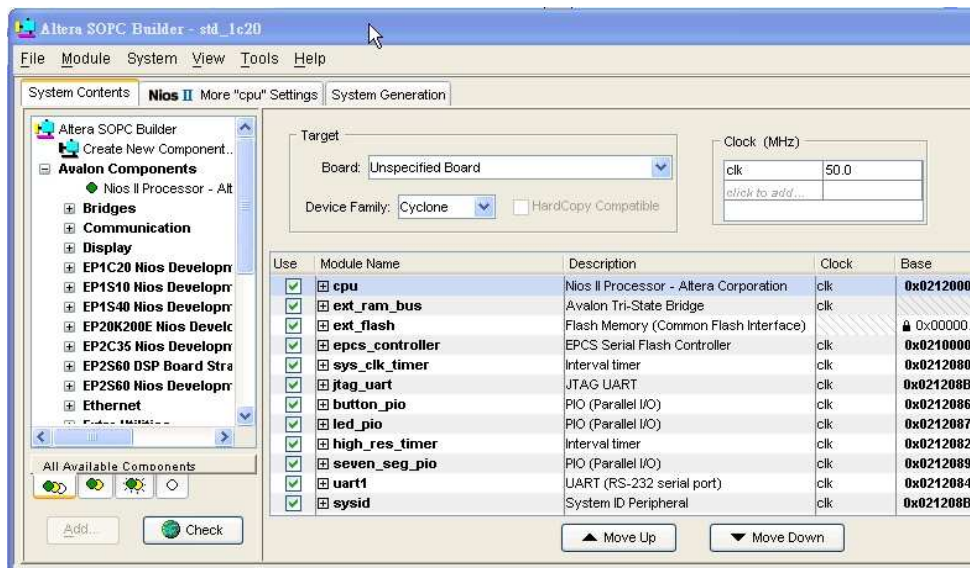 Altera SOPC Builder - std_1c20
File Module System View Tools Help
System Contents Nios II More "cpu" Settings System Generation
Altera SOPC Builder
Create New Component..
Avalon Components
Nios II Processor - Alt
Bridges
Communication
Display
EP1C20 Nios Developm
EP1S10 Nios Developm
EP1S40 Nios Developm
EP20K200E Nios Develc
EP2C35 Nios Developm
EP2S60 DSP Board Stra
EP2S60 Nios Developm
Ethernet
All Available Components
Add... Check
Target
Board: Unspecified Board
Device Family: Cyclone HardCopy Compatible
Clock (MHz)
clk 50.0
click to add...
Use Module Name Description Clock Base
cpu Nios II Processor - Altera Corporation clk 0x0212000
ext_ram_bus Avalon Tri-State Bridge clk
ext_flash Flash Memory (Common Flash Interface) 0x00000.
epcs_controller EPCS Serial Flash Controller clk 0x0210000
sys_clk_timer Interval timer clk 0x0212080
jtag_uart JTAG UART clk 0x021208B
button_pio PIO (Parallel I/O) clk 0x0212086
led_pio PIO (Parallel I/O) clk 0x0212087
high_res_timer Interval timer clk 0x0212082
seven_seg_pio PIO (Parallel I/O) clk 0x0212089
uart1 UART (RS-232 serial port) clk 0x0212084
sysid System ID Peripheral clk 0x021208B
Move Up Move Down